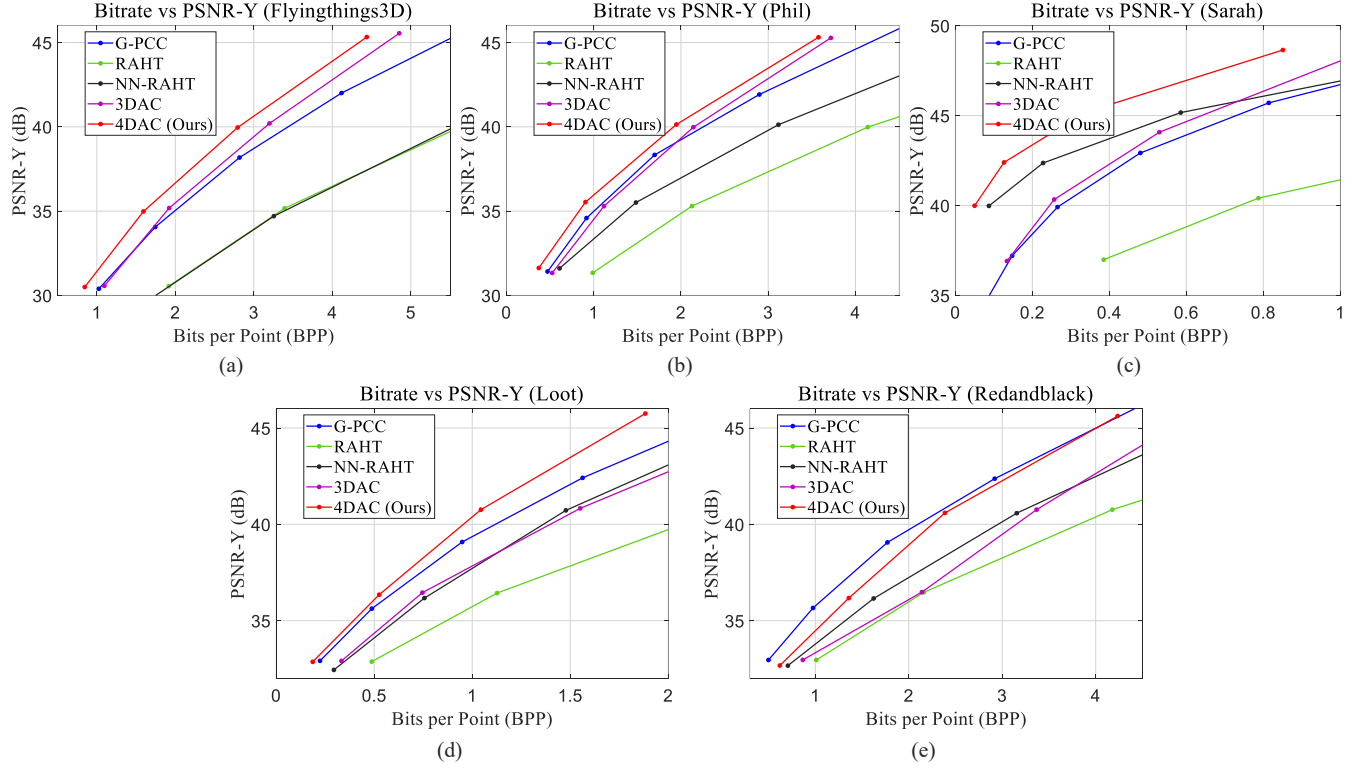 Bitrate vs PSNR-Y (Flyingthings3D)
PSNR-Y (dB)
45
40
35
30
G-PCC
RAHT
NN-RAHT
3DAC
4DAC (Ours)
1 2 3 4 5
Bits per Point (BPP)
(a)
Bitrate vs PSNR-Y (Phil)
PSNR-Y (dB)
45
40
35
30
G-PCC
RAHT
NN-RAHT
3DAC
4DAC (Ours)
0 1 2 3 4
Bits per Point (BPP)
(b)
Bitrate vs PSNR-Y (Sarah)
PSNR-Y (dB)
50
45
40
35
G-PCC
RAHT
NN-RAHT
3DAC
4DAC (Ours)
0 0.2 0.4 0.6 0.8 1
Bits per Point (BPP)
(c)
Bitrate vs PSNR-Y (Loot)
PSNR-Y (dB)
45
40
35
G-PCC
RAHT
NN-RAHT
3DAC
4DAC (Ours)
0 0.5 1 1.5 2
Bits per Point (BPP)
(d)
Bitrate vs PSNR-Y (Redandblack)
PSNR-Y (dB)
45
40
35
G-PCC
RAHT
NN-RAHT
3DAC
4DAC (Ours)
1 2 3 4
Bits per Point (BPP)
(e)